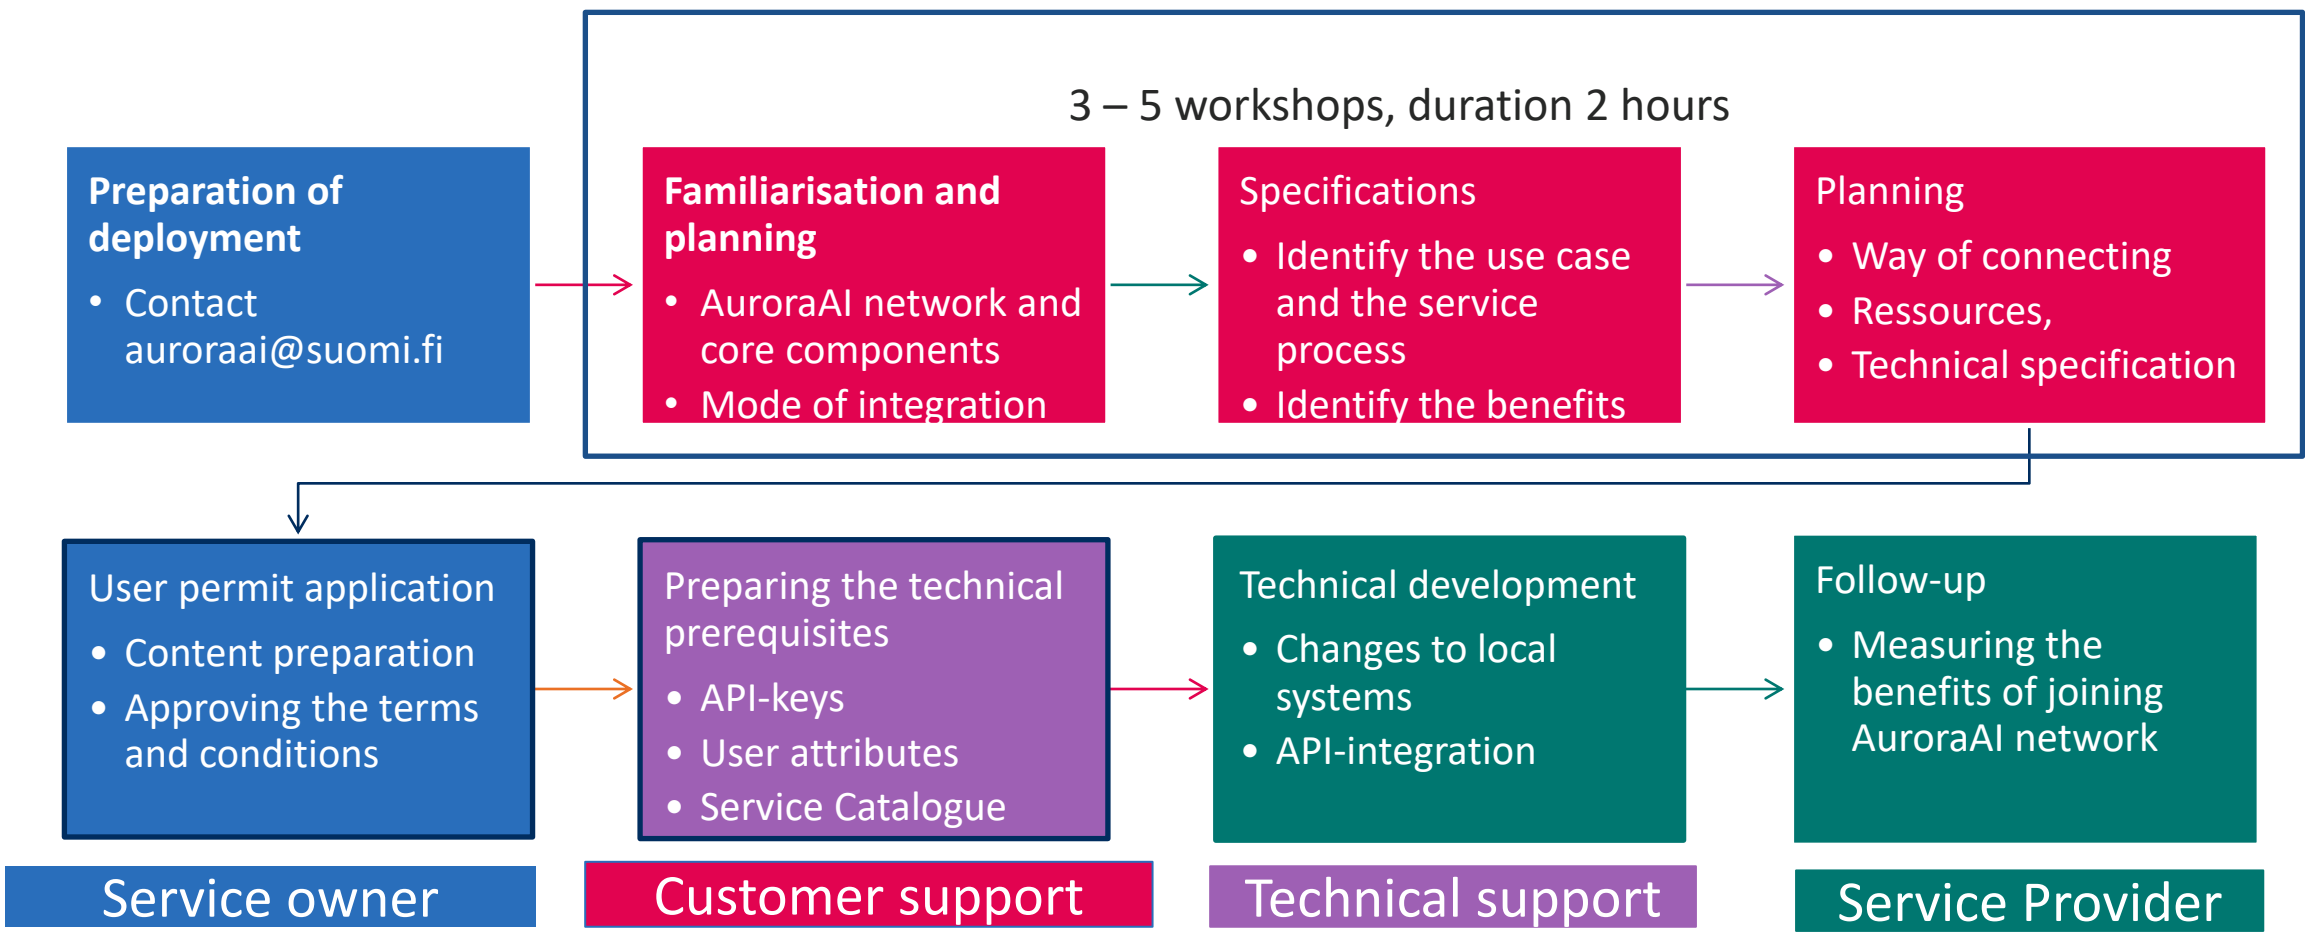 3 – 5 workshops, duration 2 hours
Preparation of
deployment
• Contact
auroraai@suomi.fi
Familiarisation and
planning
• AuroraAI network and
core components
• Mode of integration
Specifications
• Identify the use case
and the service
process
• Identify the benefits
Planning
• Way of connecting
• Ressources,
• Technical specification
User permit application
• Content preparation
• Approving the terms
and conditions
Preparing the technical
prerequisites
• API-keys
• User attributes
• Service Catalogue
Technical development
• Changes to local
systems
• API-integration
Follow-up
• Measuring the
benefits of joining
AuroraAI network
Service owner
Customer support
Technical support
Service Provider